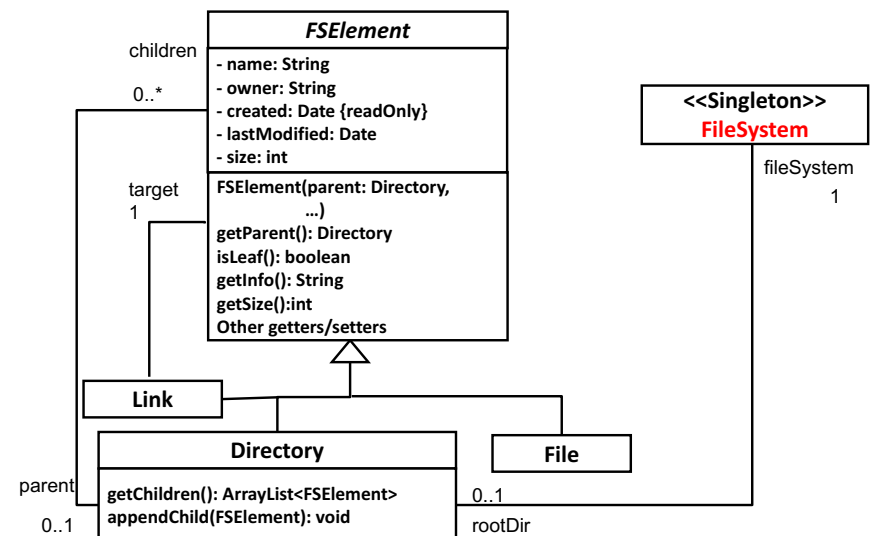 FSElement
children
- name: String
- owner: String
0..*
- created: Date {readOnly}
- lastModified: Date
- size: int
<<Singleton>>
FileSystem
fileSystem
1
target
1
FSElement(parent: Directory,
…)
getParent(): Directory
isLeaf(): boolean
getInfo(): String
getSize():int
Other getters/setters
Link
Directory
File
parent
0..1
getChildren(): ArrayList<FSElement>
appendChild(FSElement): void
0..1
rootDir